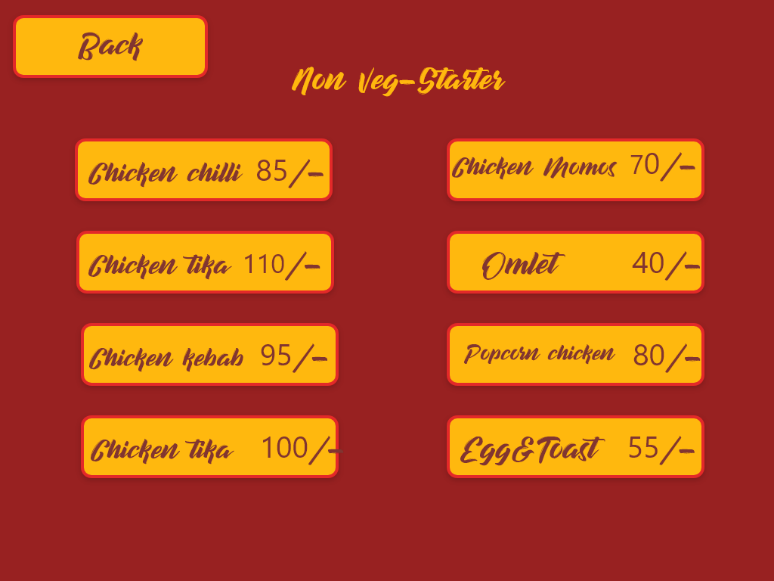 Back
Non Veg-Starter
Chicken chilli 85/-
Chicken Momos 70/-
Chicken tika 110/-
Omlet 40/-
Chicken kebab 95/-
Popcorn chicken 80/-
Chicken tika 100/-
Egg&Toast 55/-